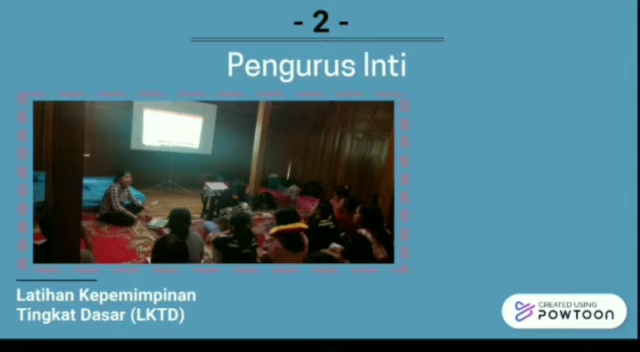 - 2 -
Pengurus Inti
Latihan Kepemimpinan
Tingkat Dasar (LKTD)
CREATED USING
POWTOON